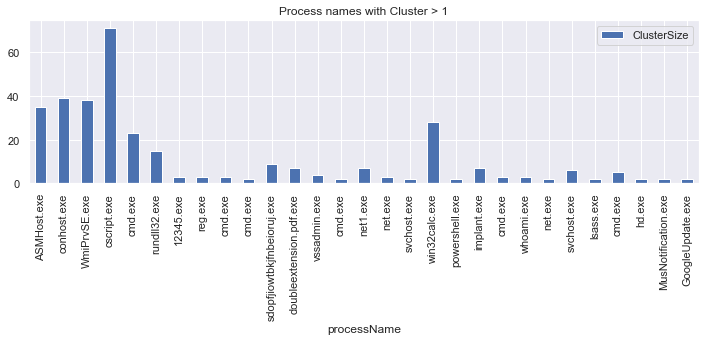 Process names with Cluster > 1
ClusterSize
60
40
20
0
ASMHost.exe
conhost.exe
WmiPrvSE.exe
cscript.exe
cmd.exe
rundll32.exe
12345.exe
reg.exe
cmd.exe
cmd.exe
sdopfjiowtbkjfnbeioruj.exe
doubleextension.pdf.exe
vssadmin.exe
cmd.exe
net1.exe
net.exe
svchost.exe
win32calc.exe
powershell.exe
implant.exe
cmd.exe
whoami.exe
net.exe
svchost.exe
lsass.exe
cmd.exe
hd.exe
MusNotification.exe
GoogleUpdate.exe
processName